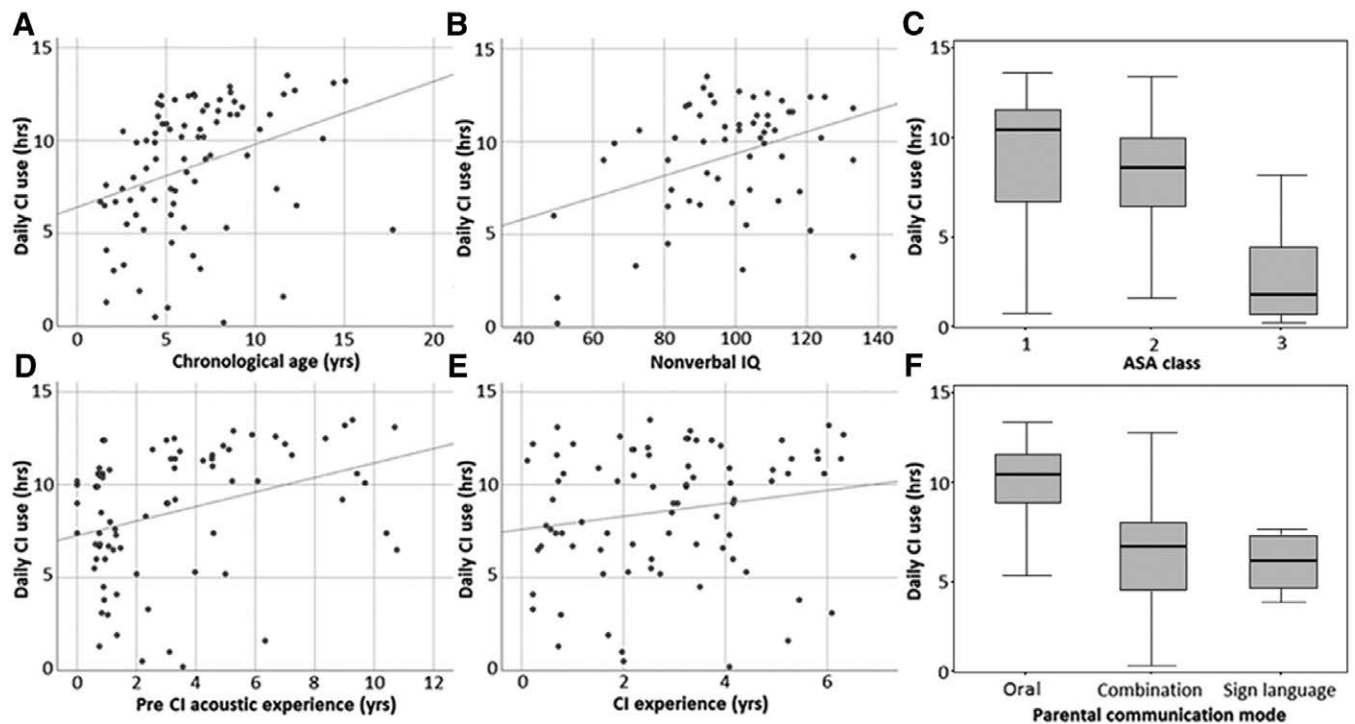 A
Daily CI use (hrs)
15
10
5
0
0 5 10 15 20
Chronological age (yrs)
B
Daily CI use (hrs)
15
10
5
0
40 60 80 100 120 140
Nonverbal IQ
C
Daily CI use (hrs)
15
10
5
0
1 2 3
ASA class
D
Daily CI use (hrs)
15
10
5
0
0 2 4 6 8 10 12
Pre CI acoustic experience (yrs)
E
Daily CI use (hrs)
15
10
5
0
0 2 4 6
CI experience (yrs)
F
Daily CI use (hrs)
15
10
5
0
Oral Combination Sign language
Parental communication mode